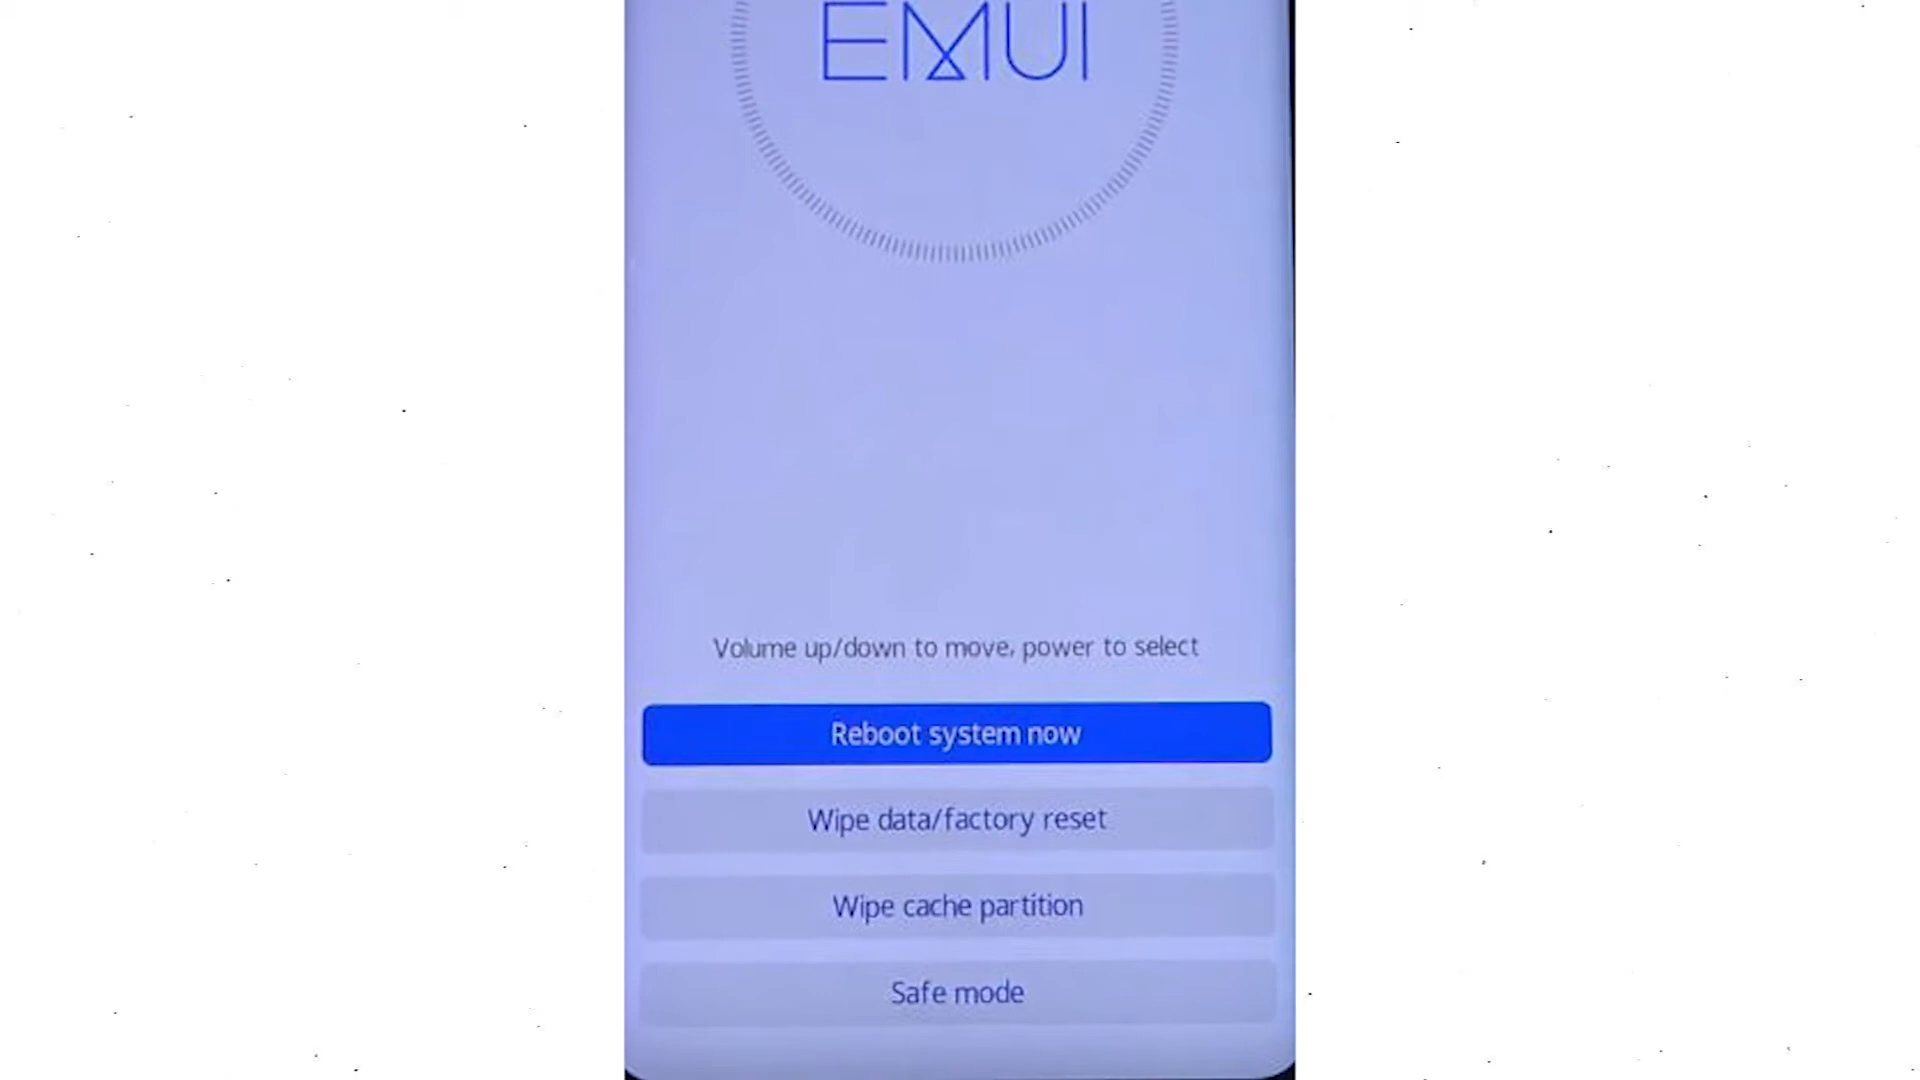 EMUI
Volume up/down to move, power to select
Reboot system now
Wipe data/factory reset
Wipe cache partition
Safe mode